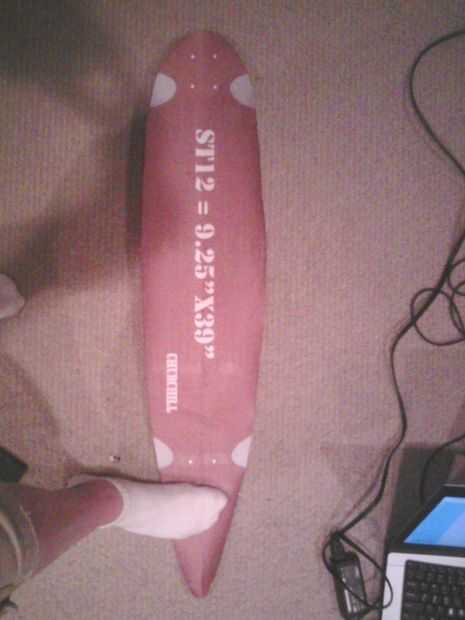 ST12 = 9.25"X39"
CHURCHILL